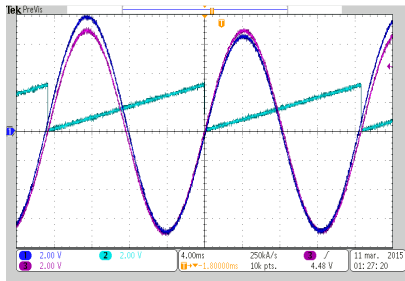 Tek PreVis
T
T
1
1 2.00 V 2 2.00 V 4.00ms 250kA/s 3 11 mar. 2015
3 2.00 V T→▼-1.00000ms 10k pts. 4.48 V 01:27:20